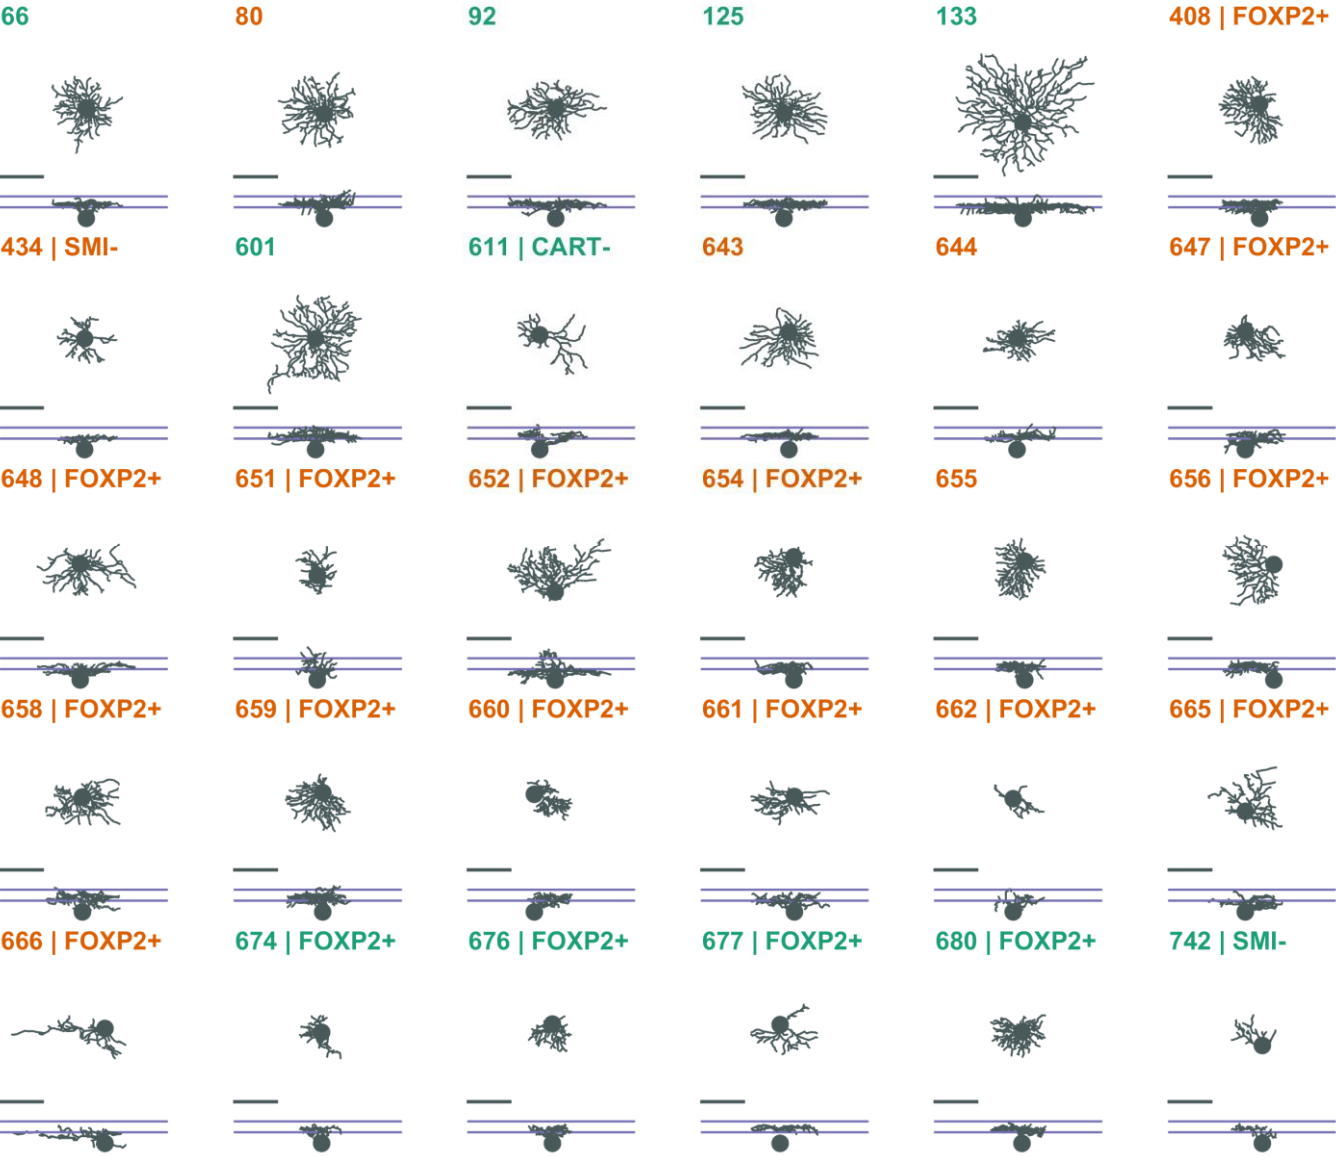 66 80 92 125 133 408 | FOXP2+
434 | SMI- 601 611 | CART- 643 644 647 | FOXP2+
648 | FOXP2+ 651 | FOXP2+ 652 | FOXP2+ 654 | FOXP2+ 655 656 | FOXP2+
658 | FOXP2+ 659 | FOXP2+ 660 | FOXP2+ 661 | FOXP2+ 662 | FOXP2+ 665 | FOXP2+
666 | FOXP2+ 674 | FOXP2+ 676 | FOXP2+ 677 | FOXP2+ 680 | FOXP2+ 742 | SMI-